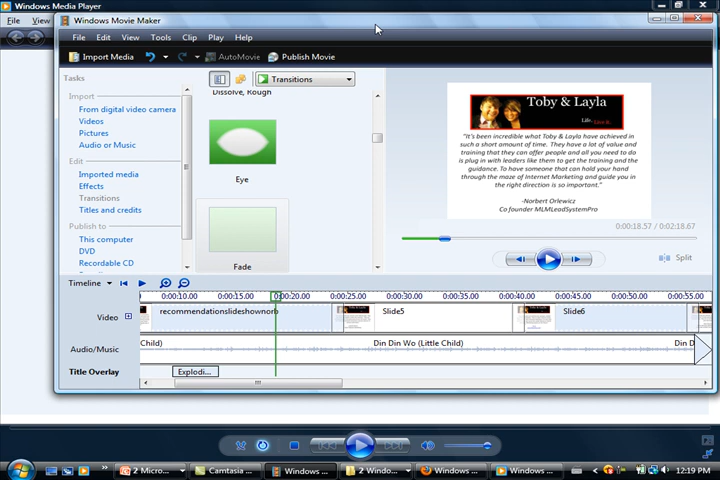 Windows Media Player
File View
Windows Movie Maker
File Edit View Tools Clip Play Help
Import Media AutoMovie Publish Movie
Tasks
Transitions
Import
From digital video camera
Videos
Pictures
Audio or Music
Edit
Imported media
Effects
Transitions
Titles and credits
Publish to
This computer
DVD
Recordable CD
Dissolve, Rough
Eye
Fade
Toby & Layla
Life.
"It's been incredible what Toby & Layla have achieved in
such a short amount of time. They have a lot of value and
training that they can offer people and all you need to do
is plug in with leaders like them to get the training and the
guidance. To have someone that can hold your hand
through the maze of Internet Marketing and guide you in
the right direction is so important."
-Norbert Orlewicz
Co founder MLMLeadSystemPro
0:00:18.57 / 0:02:18.67
Split
Timeline
0:00:10.00 0:00:15.00 0:00:20.00 0:00:25.00 0:00:30.00 0:00:35.00 0:00:40.00 0:00:45.00 0:00:50.00 0:00:55.00
Video recommendationslideshownorb Slide5 Slide6
Audio/Music Child) Din Din Wo (Little Child) Din D
Title Overlay Explodi...
2 Micro... Camtasia Windows ... 2 Windo... Windows ... Windows ... 12:19 PM